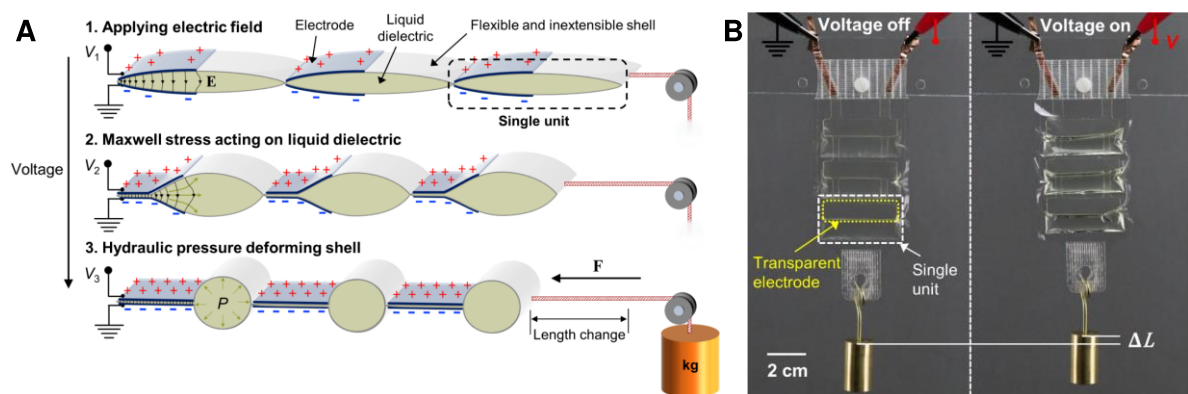 A
1. Applying electric field
Electrode
Liquid
dielectric
Flexible and inextensible shell
V1
E
Single unit
2. Maxwell stress acting on liquid dielectric
Voltage
V2
3. Hydraulic pressure deforming shell
V3
P
F
Length change
kg
B
Voltage off
Voltage on
V
Transparent
electrode
Single
unit
ΔL
2 cm